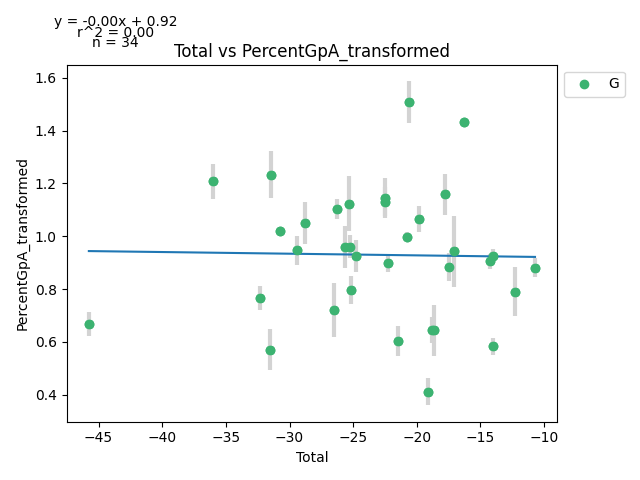 y = -0.00x + 0.92
r^2 = 0.00
n = 34
Total vs PercentGpA_transformed
G
PercentGpA_transformed
1.6
1.4
1.2
1.0
0.8
0.6
0.4
−45 −40 −35 −30 −25 −20 −15 −10
Total